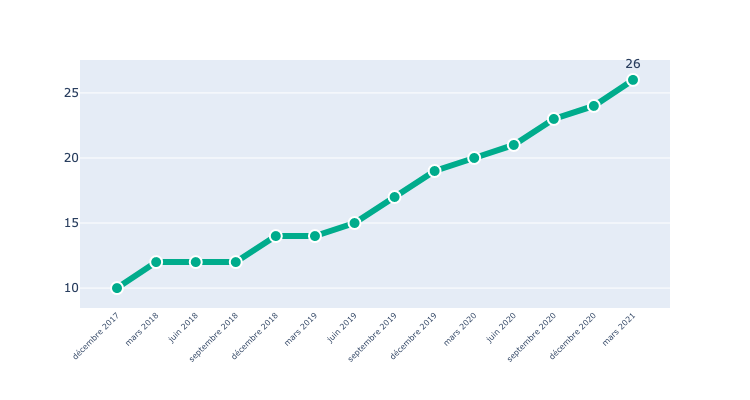 26
25
20
15
10
décembre 2017
mars 2018
juin 2018
septembre 2018
décembre 2018
mars 2019
juin 2019
septembre 2019
décembre 2019
mars 2020
juin 2020
septembre 2020
décembre 2020
mars 2021